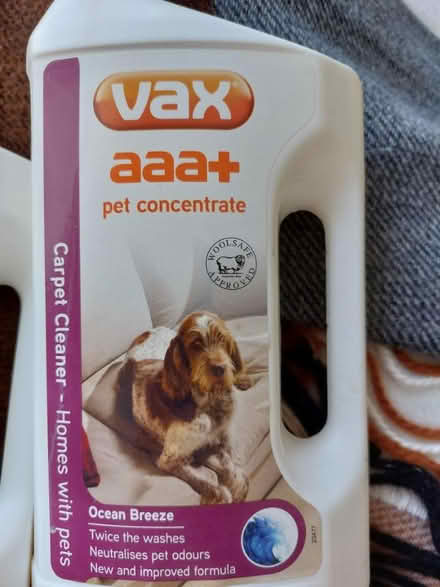 vax
aaa+
pet concentrate
WOOLSAFE
APPROVED
Carpet Cleaner - Homes with pets
Ocean Breeze
Twice the washes
Neutralises pet odours
New and improved formula